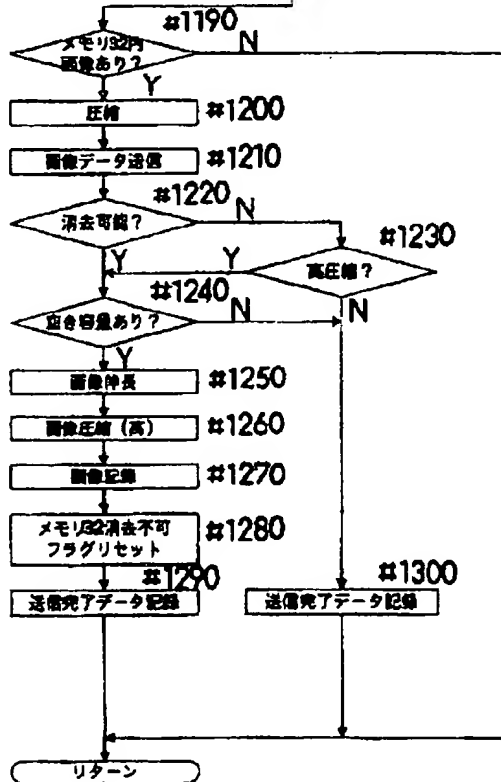 #1190
メモリ32内
画像あり?
N
Y
圧縮
#1200
画像データ送信
#1210
#1220
消去可能?
N
Y
#1230
高圧縮?
Y
N
#1240
空き容量あり?
N
Y
画像伸長
#1250
画像圧縮(高)
#1260
画像記録
#1270
メモリ32消去不可
フラグリセット
#1280
#1290
送信完了データ記録
#1300
送信完了データ記録
リターン